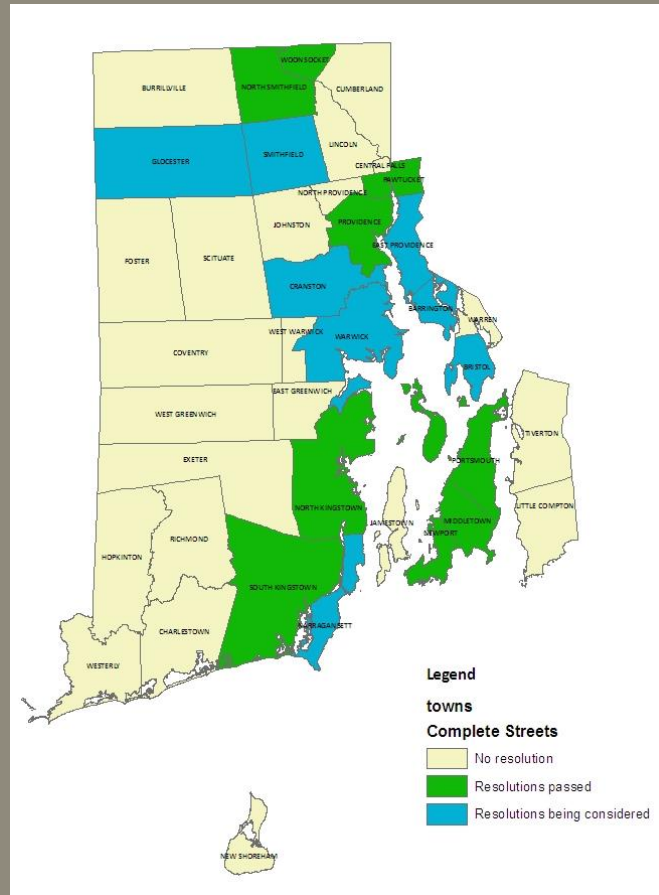 WOONSOCKET
BURRILLVILLE
NORTH SMITHFIELD
CUMBERLAND
LINCOLN
GLOCESTER
SMITHFIELD
CENTRAL FALLS
PAWTUCKET
NORTH PROVIDENCE
JOHNSTON
PROVIDENCE
EAST PROVIDENCE
FOSTER
SCITUATE
CRANSTON
BARRINGTON
WARREN
WEST WARWICK
WARWICK
COVENTRY
BRISTOL
EAST GREENWICH
WEST GREENWICH
TIVERTON
EXETER
PORTSMOUTH
NORTH KINGSTOWN
LITTLE COMPTON
JAMESTOWN
MIDDLETOWN
NEWPORT
RICHMOND
HOPKINTON
SOUTH KINGSTOWN
NARRAGANSETT
CHARLESTOWN
WESTERLY
Legend
towns
Complete Streets
No resolution
Resolutions passed
Resolutions being considered
NEW SHOREHAM